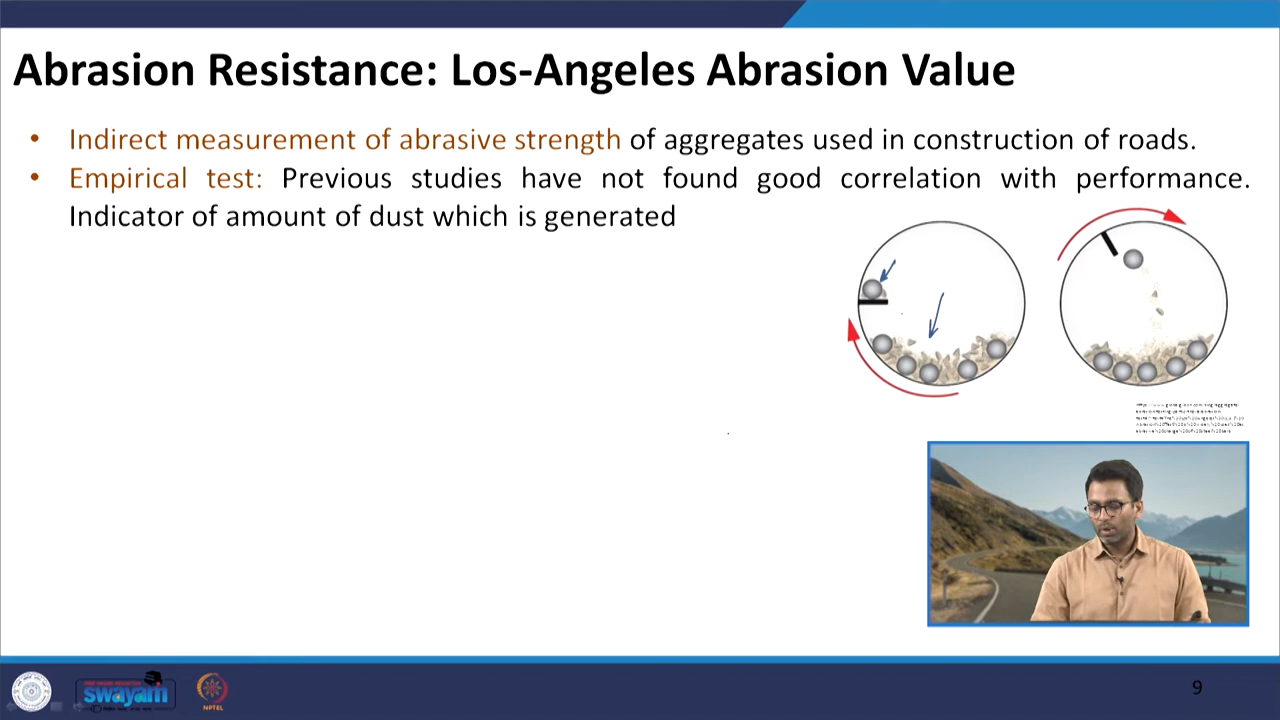 Abrasion Resistance: Los-Angeles Abrasion Value
• Indirect measurement of abrasive strength of aggregates used in construction of roads.
• Empirical test: Previous studies have not found good correlation with performance.
Indicator of amount of dust which is generated
swayam
NPTEL
9